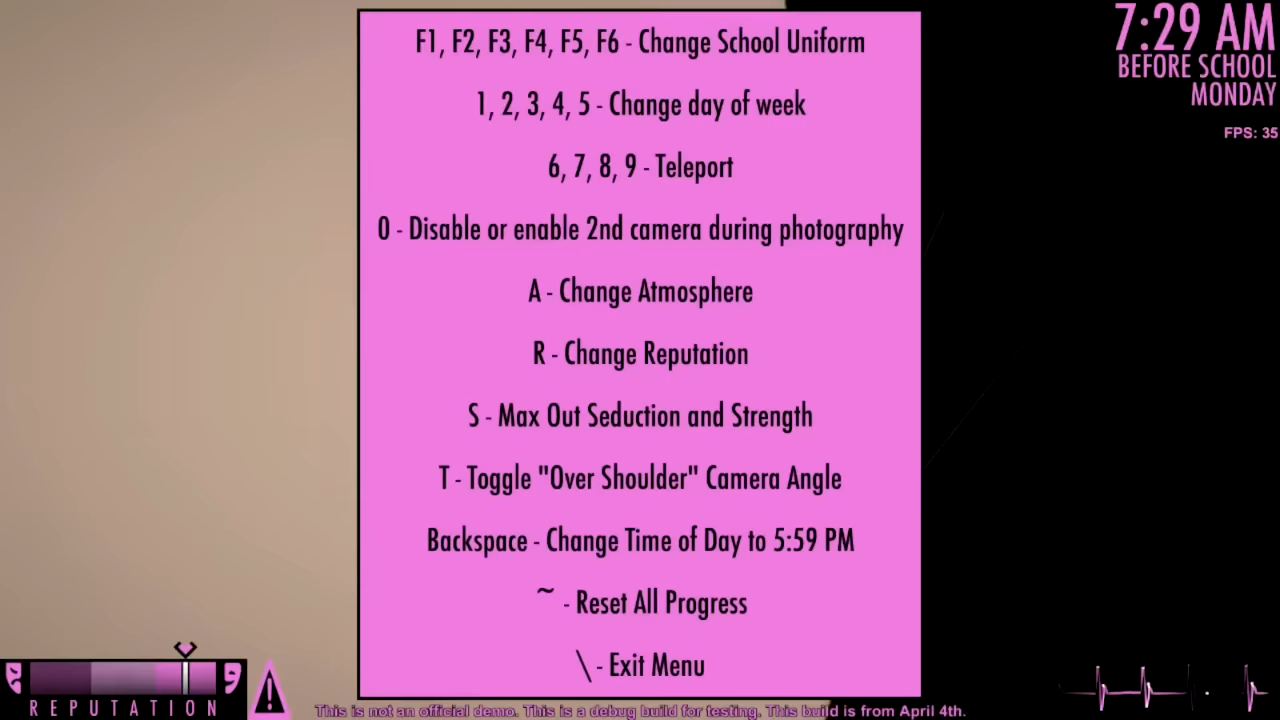 F1, F2, F3, F4, F5, F6 - Change School Uniform
1, 2, 3, 4, 5 - Change day of week
6, 7, 8, 9 - Teleport
0 - Disable or enable 2nd camera during photography
A - Change Atmosphere
R - Change Reputation
S - Max Out Seduction and Strength
T - Toggle "Over Shoulder" Camera Angle
Backspace - Change Time of Day to 5:59 PM
~ - Reset All Progress
\ - Exit Menu
7:29 AM
BEFORE SCHOOL
MONDAY
FPS: 35
REPUTATION
!
This is not an official demo. This is a debug build for testing. This build is from April 4th.